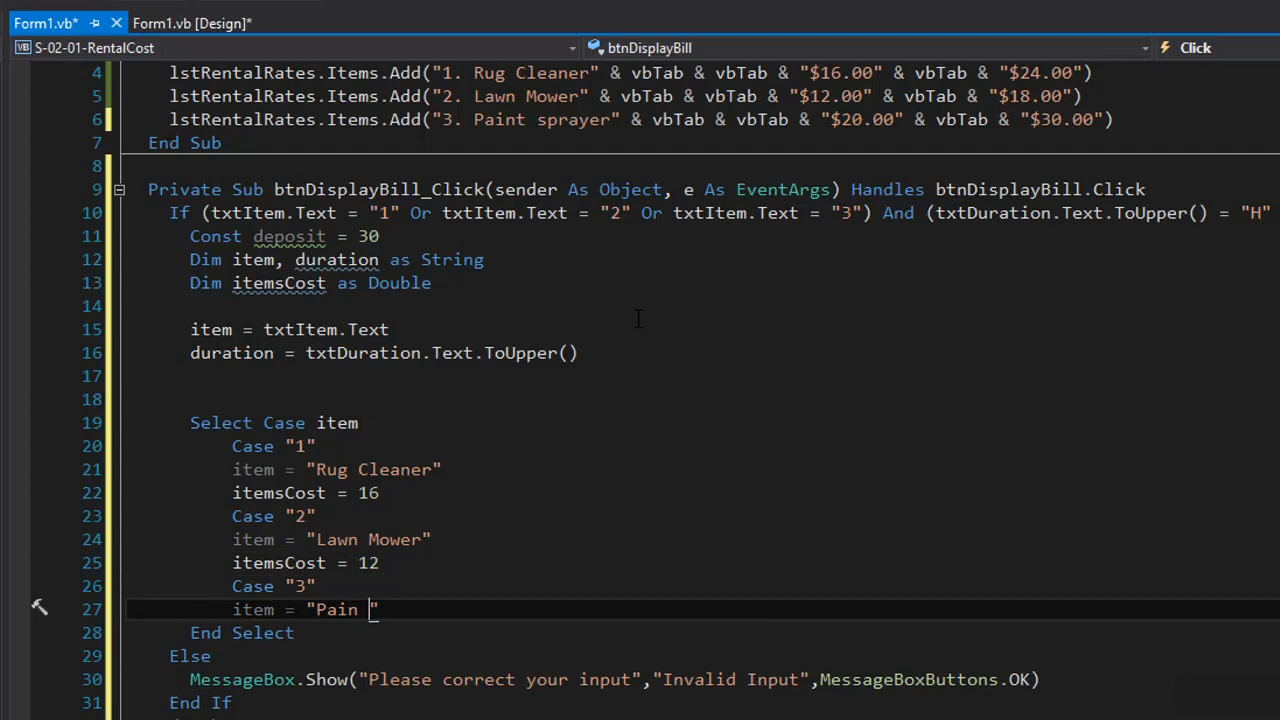 Form1.vb* Form1.vb [Design]*
VB S-02-01-RentalCost btnDisplayBill Click
4 lstRentalRates.Items.Add("1. Rug Cleaner" & vbTab & vbTab & "$16.00" & vbTab & "$24.00")
5 lstRentalRates.Items.Add("2. Lawn Mower" & vbTab & vbTab & "$12.00" & vbTab & "$18.00")
6 lstRentalRates.Items.Add("3. Paint sprayer" & vbTab & vbTab & "$20.00" & vbTab & "$30.00")
7 End Sub
8
9 Private Sub btnDisplayBill_Click(sender As Object, e As EventArgs) Handles btnDisplayBill.Click
10 If (txtItem.Text = "1" Or txtItem.Text = "2" Or txtItem.Text = "3") And (txtDuration.Text.ToUpper() = "H"
11 Const deposit = 30
12 Dim item, duration as String
13 Dim itemsCost as Double
14
15 item = txtItem.Text
16 duration = txtDuration.Text.ToUpper()
17
18
19 Select Case item
20 Case "1"
21 item = "Rug Cleaner"
22 itemsCost = 16
23 Case "2"
24 item = "Lawn Mower"
25 itemsCost = 12
26 Case "3"
27 item = "Pain "
28 End Select
29 Else
30 MessageBox.Show("Please correct your input","Invalid Input",MessageBoxButtons.OK)
31 End If